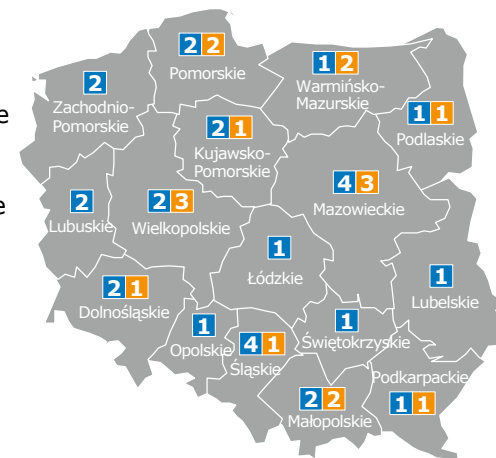 2 2
Pomorskie
1 2
Warmińsko-
Mazurskie
2
Zachodnio-
Pomorskie
e
2 1
Kujawsko-
Pomorskie
1 1
Podlaskie
4 3
Mazowieckie
e
2
Lubuskie
2 3
Wielkopolskie
1
Łódzkie
1
Lubelskie
2 1
Dolnośląskie
1
Opolskie
4 1
Śląskie
1
Świętokrzyskie
2 2
Małopolskie
Podkarpackie
1 1